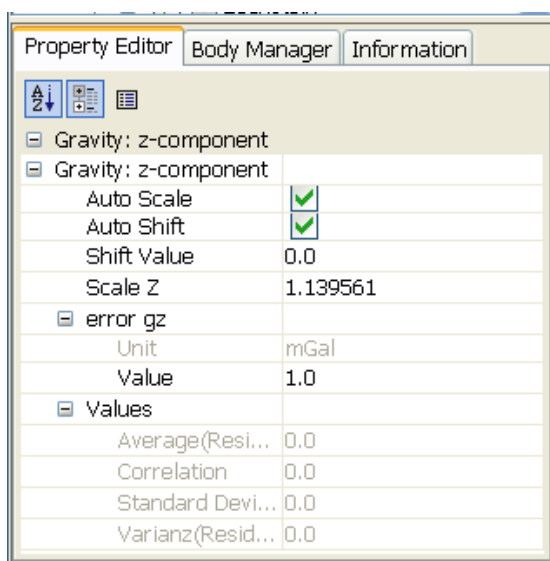 Property Editor Body Manager Information
Gravity: z-component
Gravity: z-component
Auto Scale
Auto Shift
Shift Value 0.0
Scale Z 1.139561
error gz
Unit mGal
Value 1.0
Values
Average(Resi... 0.0
Correlation 0.0
Standard Devi... 0.0
Varianz(Resid... 0.0